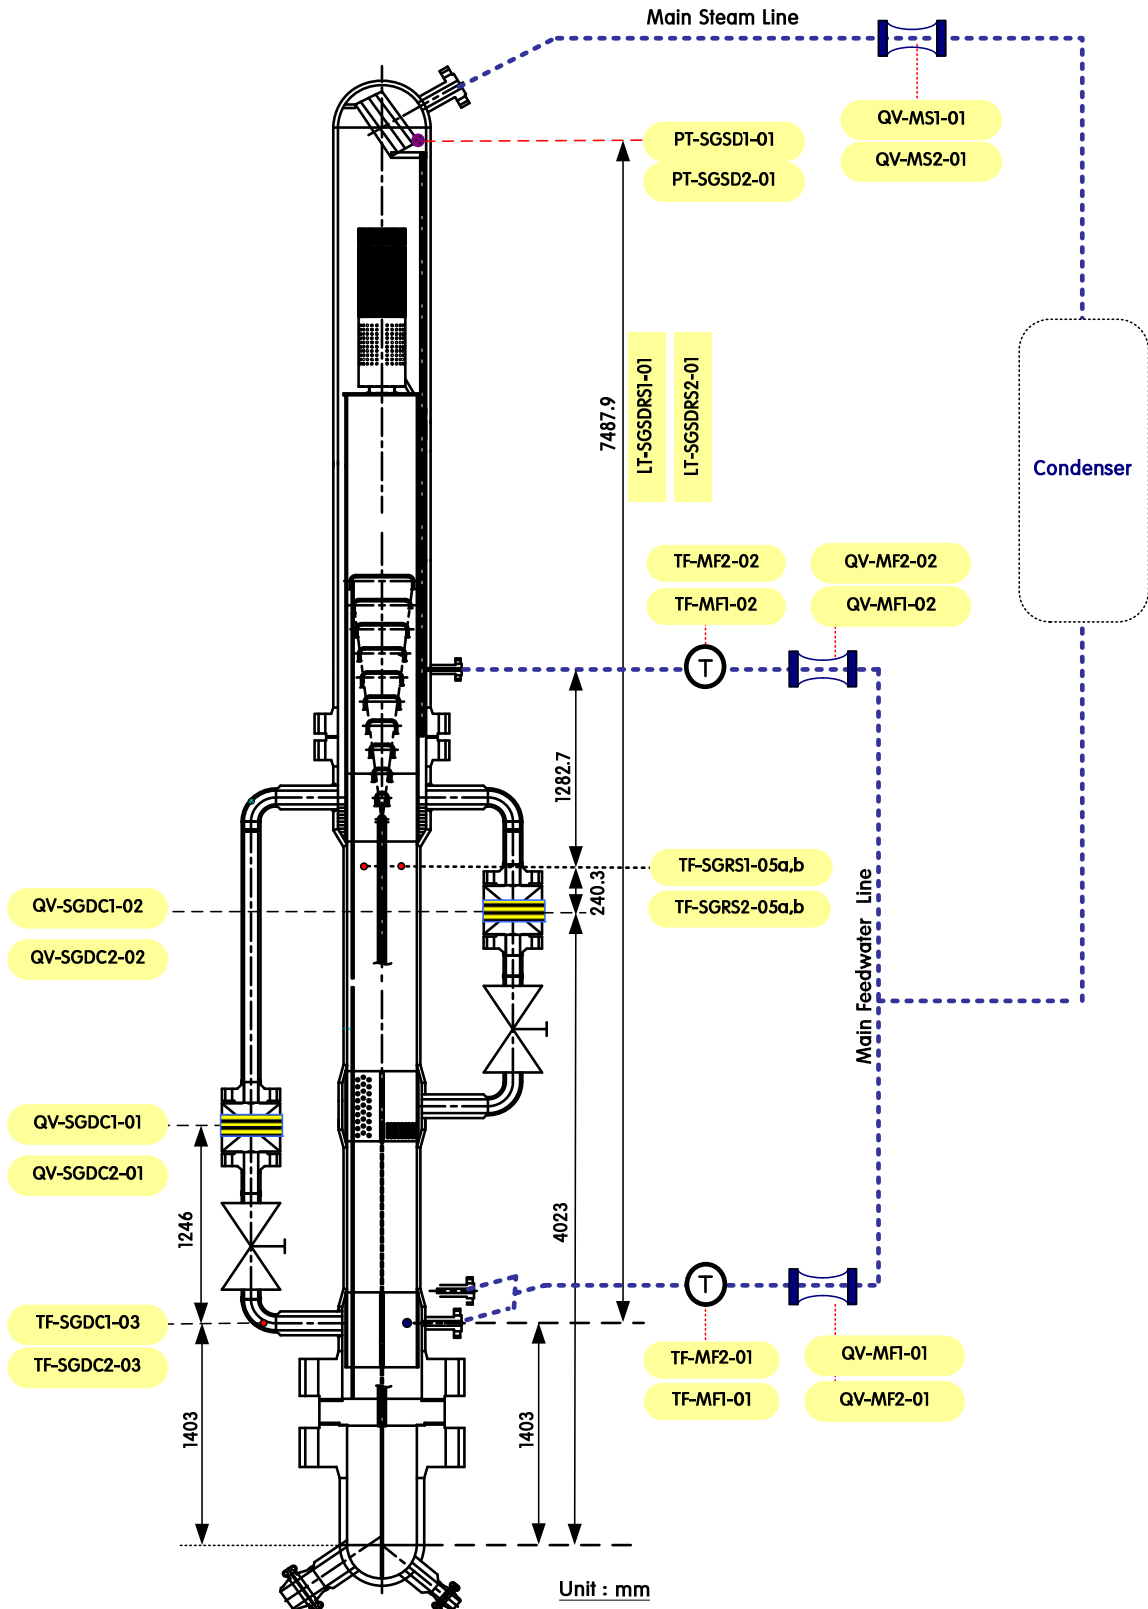 Main Steam Line
QV-MS1-01
QV-MS2-01
PT-SGSD1-01
PT-SGSD2-01
7487.9
LT-SGSDRS1-01
LT-SGSDRS2-01
Condenser
TF-MF2-02
TF-MF1-02
QV-MF2-02
QV-MF1-02
T
1282.7
TF-SGRS1-05a,b
TF-SGRS2-05a,b
240.3
QV-SGDC1-02
QV-SGDC2-02
Main Feedwater Line
QV-SGDC1-01
QV-SGDC2-01
1246
4023
T
TF-SGDC1-03
TF-SGDC2-03
TF-MF2-01
TF-MF1-01
QV-MF1-01
QV-MF2-01
1403
1403
Unit : mm